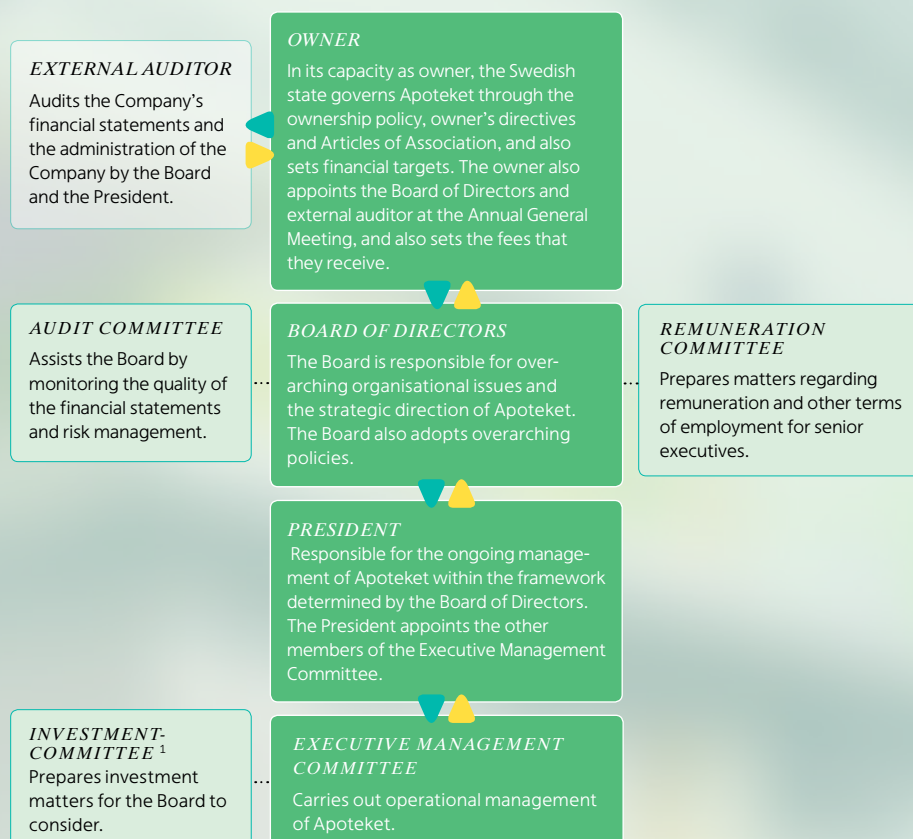 EXTERNAL AUDITOR
Audits the Company’s
financial statements and
the administration of the
Company by the Board
and the President.
OWNER
In its capacity as owner, the Swedish
state governs Apoteket through the
ownership policy, owner’s directives
and Articles of Association, and also
sets financial targets. The owner also
appoints the Board of Directors and
external auditor at the Annual General
Meeting, and also sets the fees that
they receive.
AUDIT COMMITTEE
Assists the Board by
monitoring the quality of
the financial statements
and risk management.
BOARD OF DIRECTORS
The Board is responsible for over-
arching organisational issues and
the strategic direction of Apoteket.
The Board also adopts overarching
policies.
REMUNERATION
COMMITTEE
Prepares matters regarding
remuneration and other terms
of employment for senior
executives.
PRESIDENT
Responsible for the ongoing manage-
ment of Apoteket within the framework
determined by the Board of Directors.
The President appoints the other
members of the Executive Management
Committee.
INVESTMENT-
COMMITTEE 1
Prepares investment
matters for the Board to
consider.
EXECUTIVE MANAGEMENT
COMMITTEE
Carries out operational management
of Apoteket.